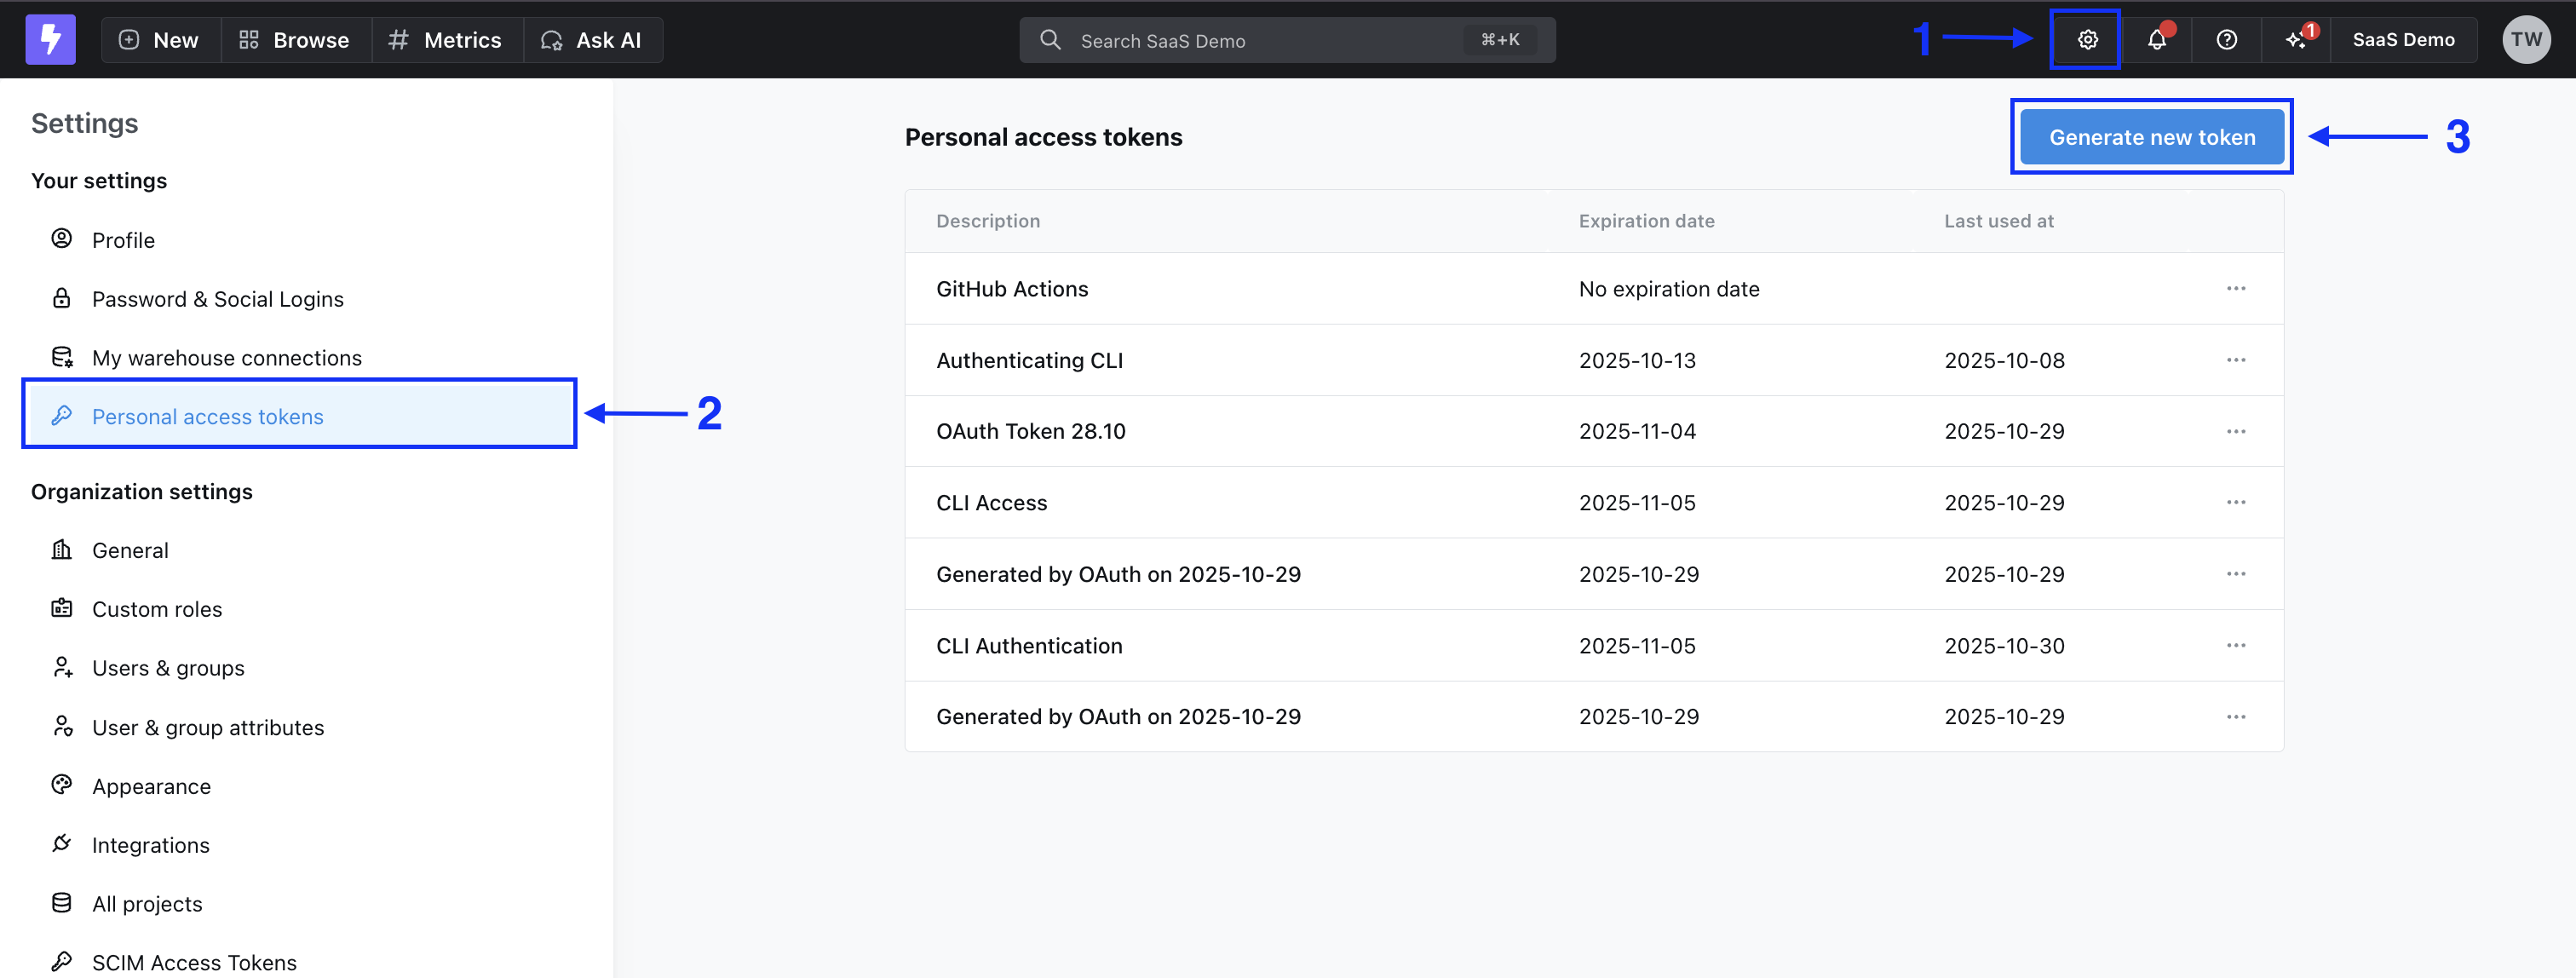 New Browse Metrics Ask AI Search SaaS Demo ⌘+K 1 1 SaaS Demo TW
Settings
Your settings
Profile
Password & Social Logins
My warehouse connections
Personal access tokens 2
Organization settings
General
Custom roles
Users & groups
User & group attributes
Appearance
Integrations
All projects
SCIM Access Tokens
Personal access tokens Generate new token 3
Description Expiration date Last used at
GitHub Actions No expiration date
Authenticating CLI 2025-10-13 2025-10-08
OAuth Token 28.10 2025-11-04 2025-10-29
CLI Access 2025-11-05 2025-10-29
Generated by OAuth on 2025-10-29 2025-10-29 2025-10-29
CLI Authentication 2025-11-05 2025-10-30
Generated by OAuth on 2025-10-29 2025-10-29 2025-10-29